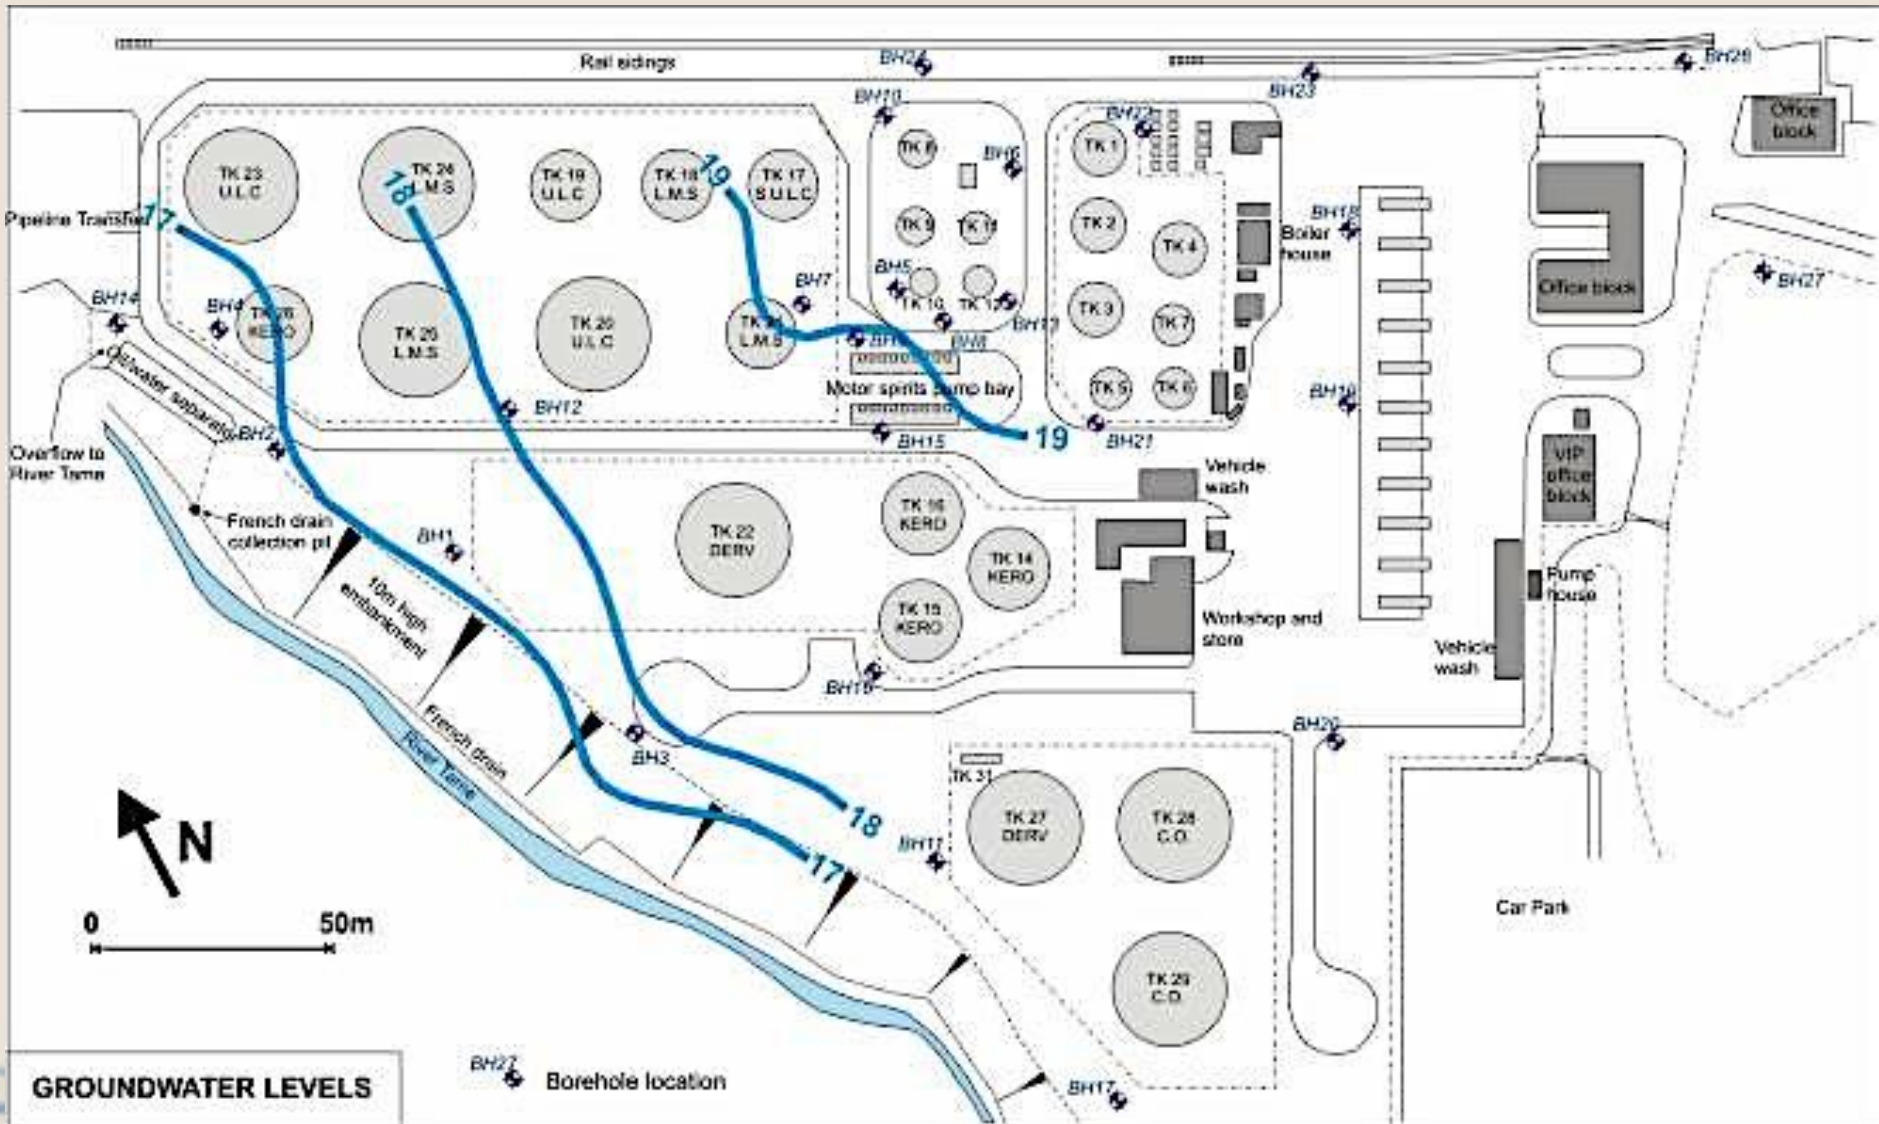 Rail sidings
BH24
BH26
BH23
BH10
BH22
Office
block
TK 8
BH6
TK 1
TK 23
U.L.C
TK 24
L.M.S
TK 19
U.L.C
TK 18
L.M.S
TK 17
S.U.L.C
17
18
19
Pipeline Transfer
TK 9
TK 11
TK 2
TK 4
BH18
Boiler
house
BH27
BH14
BH4
KERO
TK 25
L.M.S
TK 20
U.L.C
BH7
L.M.S
BH5
TK 10
TK 12
BH13
BH8
TK 3
TK 7
Office block
Oil/water separator
Motor spirits pump bay
TK 5
TK 6
BH19
BH12
BH15
19
BH21
BH2
Overflow to
River Tame
Vehicle
wash
VIP
office
block
French drain
collection pit
BH1
TK 22
DERV
TK 16
KERO
TK 14
KERO
TK 15
KERO
10m high
embankment
Pump
house
Workshop and
store
Vehicle
wash
BH16
French drain
River Tame
BH3
BH20
TK 31
TK 27
DERV
TK 28
18
17
BH11
N
0
50m
Car Park
TK 29
GROUNDWATER LEVELS
BH27
Borehole location
BH17